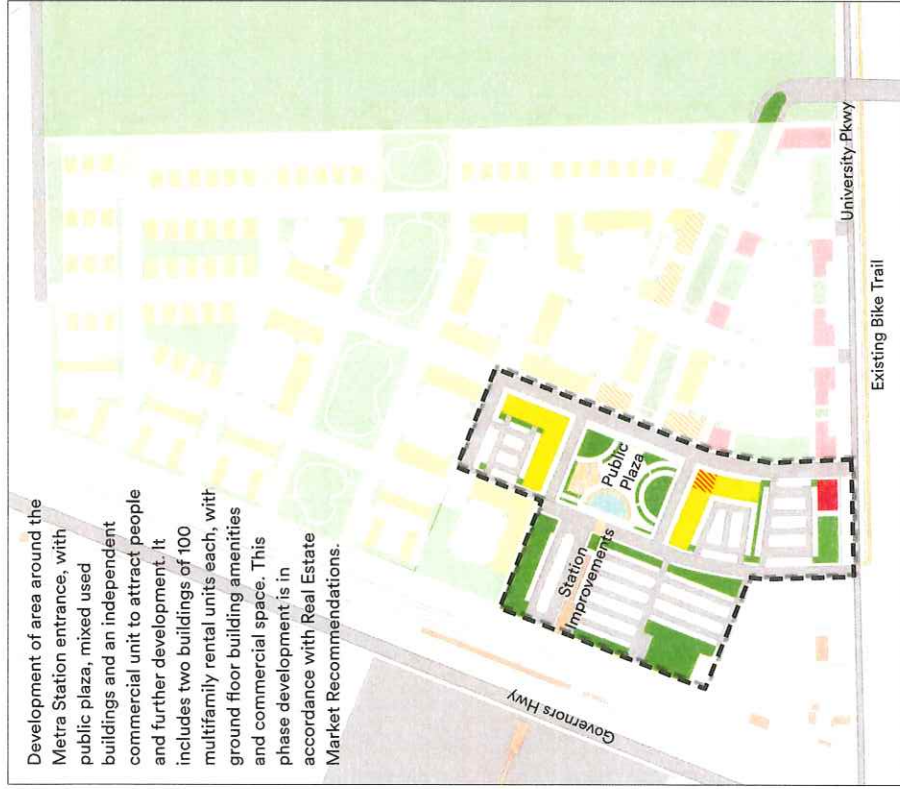 Development of area around the
Metra Station entrance, with
public plaza, mixed used
buildings and an independent
commercial unit to attract people
and further development. It
includes two buildings of 100
multifamily rental units each, with
ground floor building amenities
and commercial space. This
phase development is in
accordance with Real Estate
Market Recommendations.
Governors Hwy
Station
Improvements
Public
Plaza
University Pkwy
Existing Bike Trail